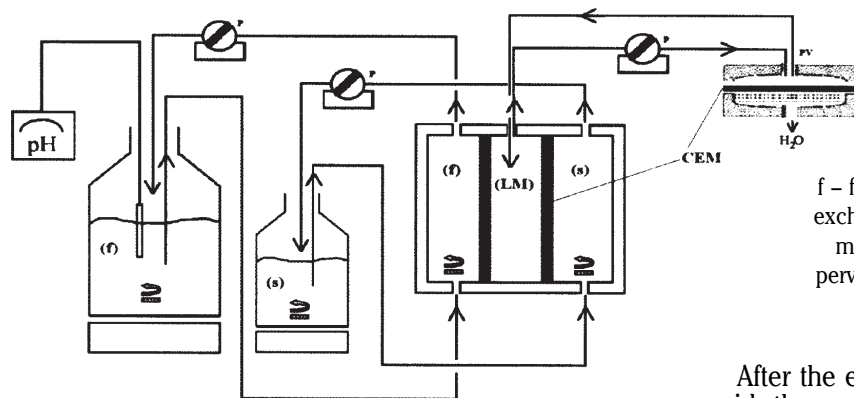 P
P
P
PV
pH
H₂O
CEM
(f)
(LM)
(s)
(f)
(s)
f – f
exch
m
perv
After the e